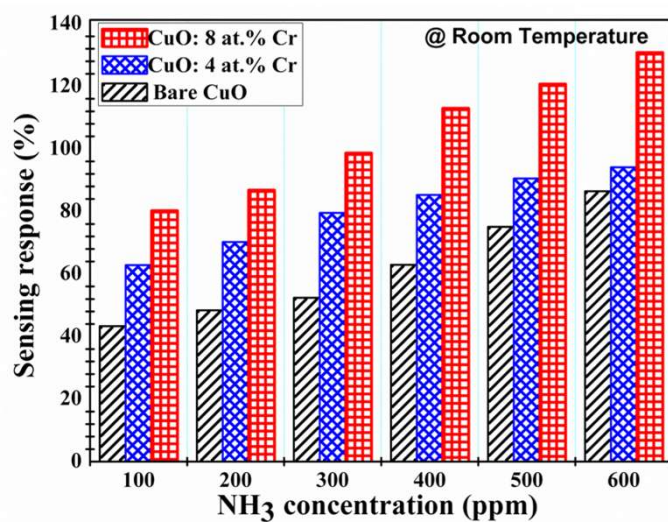 140
120
100
80
60
40
20
0
Sensing response (%)
CuO: 8 at.% Cr
CuO: 4 at.% Cr
Bare CuO
@ Room Temperature
100 200 300 400 500 600
NH3 concentration (ppm)